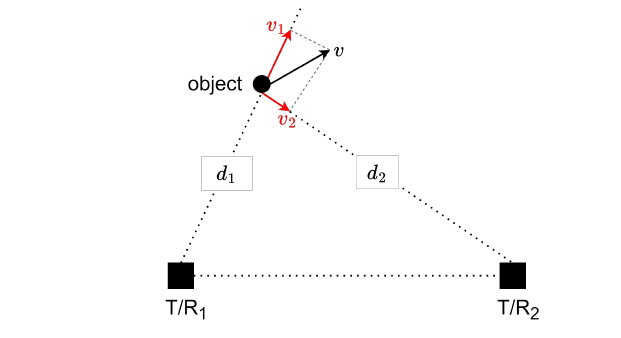 v₁
v
object
v₂
d₁
d₂
T/R₁
T/R₂